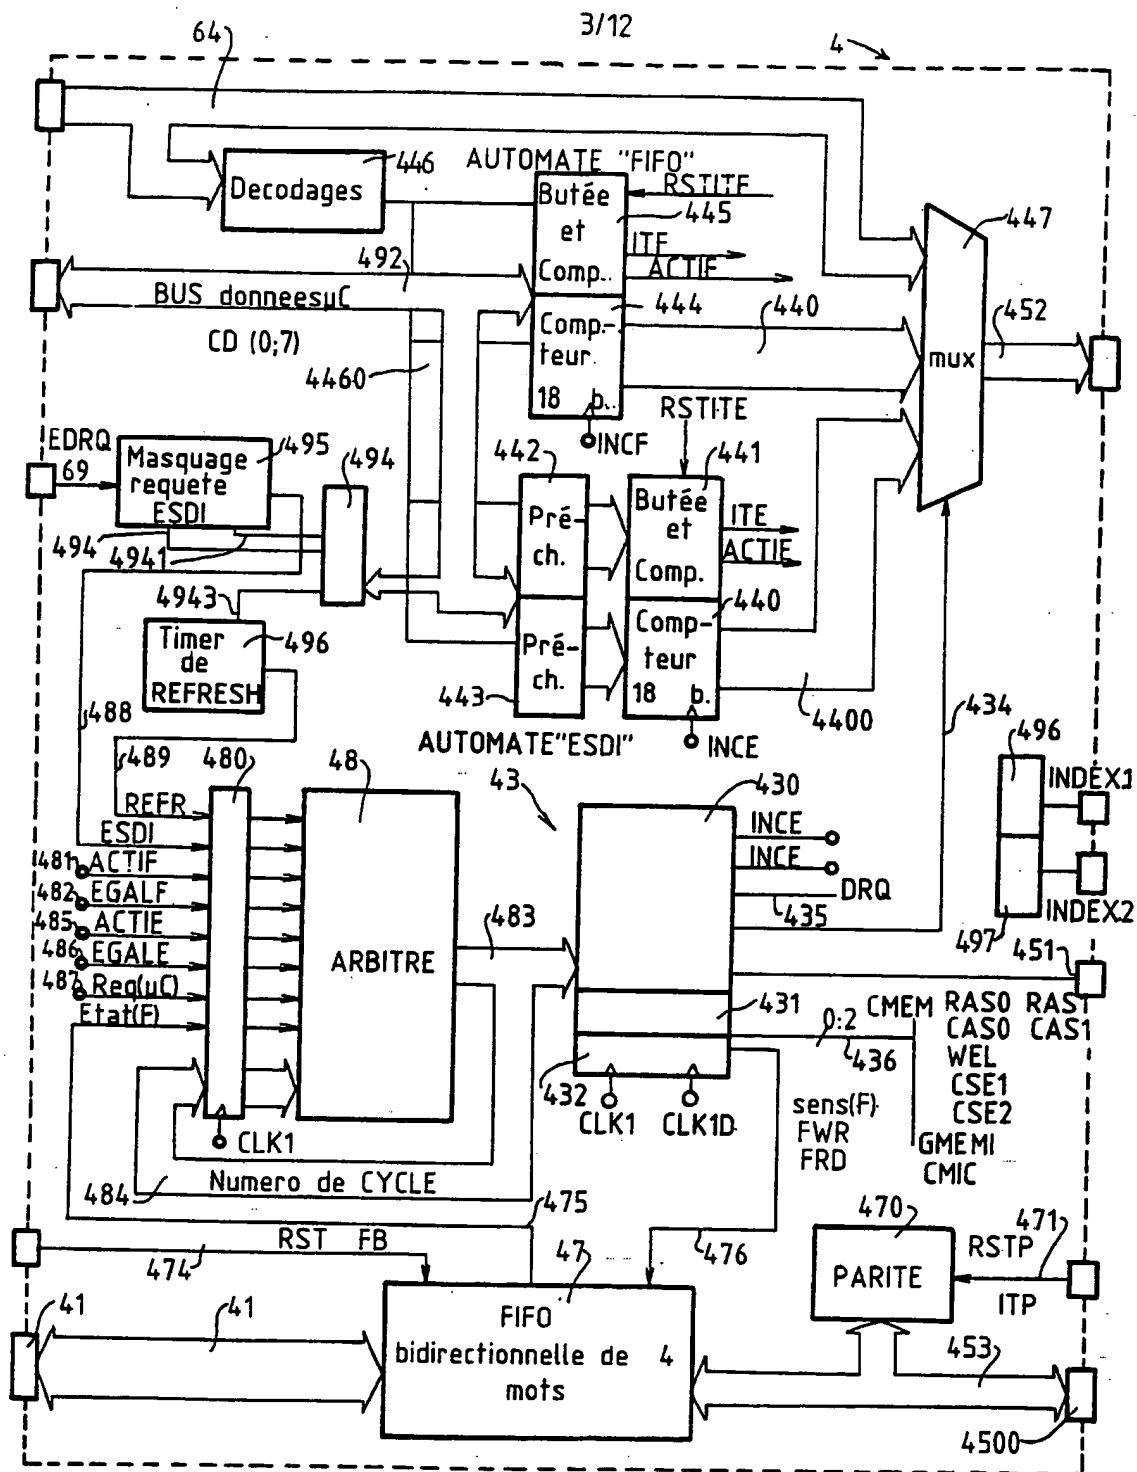 3/12
64
4
446
Decodages
AUTOMATE "FIFO"
Butée
et
Comp..
RSTITF
445
ITF
ACTIF
447
492
BUS donneesµC
CD (0;7)
4460
444
Comp.-
teur.
18 b..
440
INCF
mux
452
RSTITE
EDRQ
69
495
Masquage
requete
ESDI
494
494
4941
4943
442
Pré-
ch.
441
Butée
et
Comp.
ITE
ACTIE
Timer
de
REFRESH
496
Pré-
ch.
443
440
Comp-
teur
18 b.
4400
INCE
AUTOMATE"ESDI"
488
489
480
48
43
430
434
496
INDEX1
INDEX2
497
REFR
ESDI
481 ACTIF
482 EGALF
485 ACTIE
486 EGALE
487 Req(µC)
Etat(F)
ARBITRE
483
INCE
INCE
DRQ
435
451
431
432
CLK1
CLK1D
0:2
436
CMEM
RAS0 RAS1
CAS0 CAS1
WEL
CSE1
CSE2
GMEMI
CMIC
sens(F)
FWR
FRD
CLK1
484
Numero de CYCLE
475
476
RST FB
474
47
FIFO
bidirectionnelle de 4
mots
41
41
470
PARITE
471
RSTP
ITP
453
4500